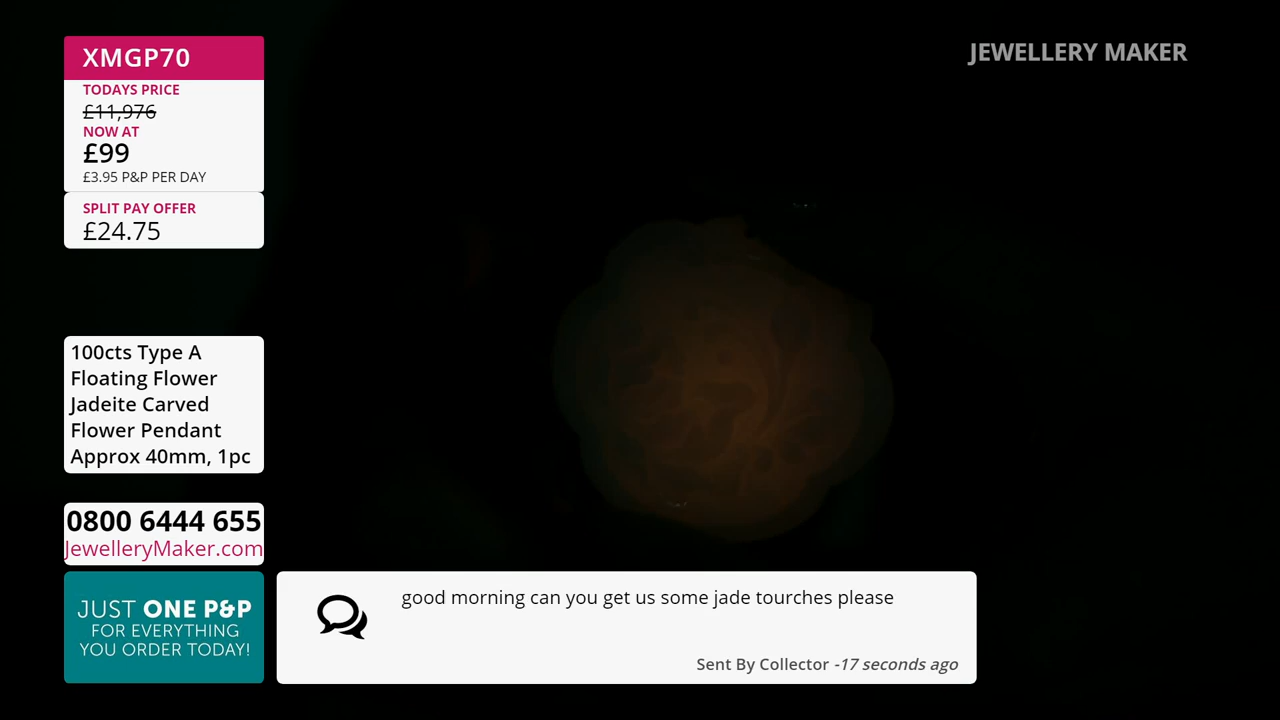 XMGP70
TODAYS PRICE
£11,976
NOW AT
£99
£3.95 P&P PER DAY
SPLIT PAY OFFER
£24.75
100cts Type A
Floating Flower
Jadeite Carved
Flower Pendant
Approx 40mm, 1pc
0800 6444 655
JewelleryMaker.com
JUST ONE P&P
FOR EVERYTHING
YOU ORDER TODAY!
JEWELLERY MAKER
good morning can you get us some jade tourches please
Sent By Collector -17 seconds ago